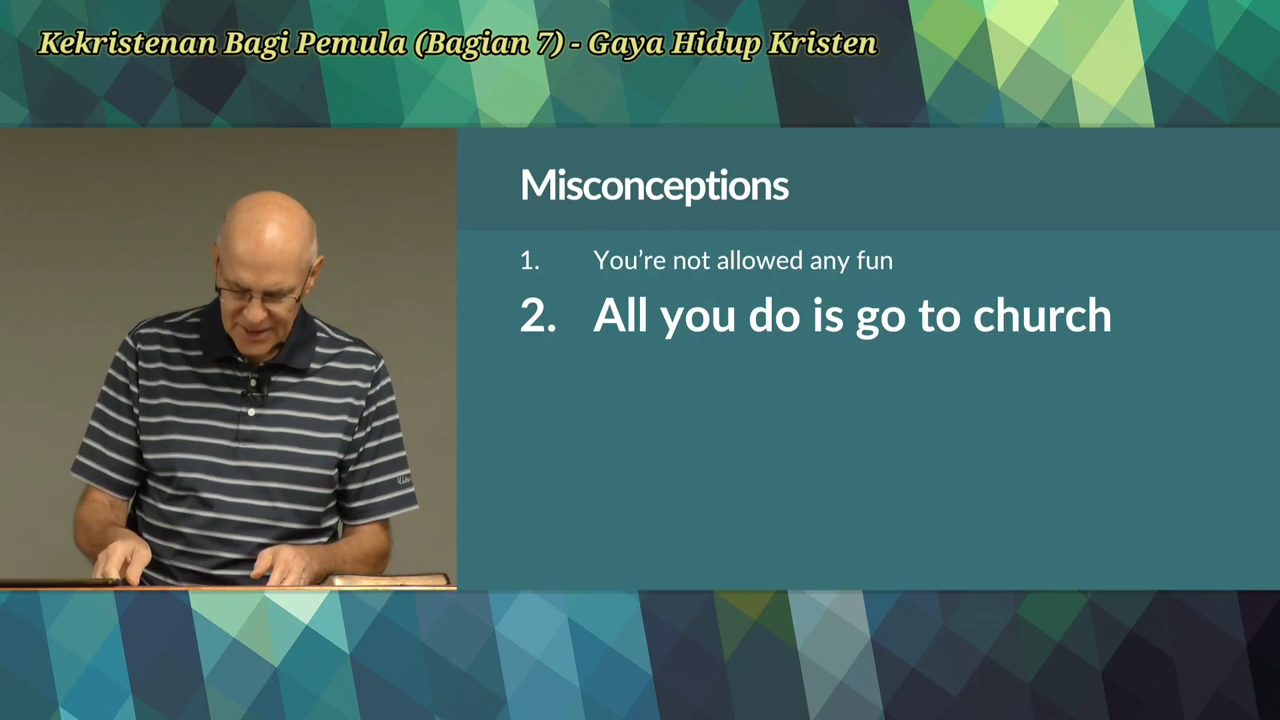 Kekristenan Bagi Pemula (Bagian 7) - Gaya Hidup Kristen
Misconceptions
1. You’re not allowed any fun
2. All you do is go to church